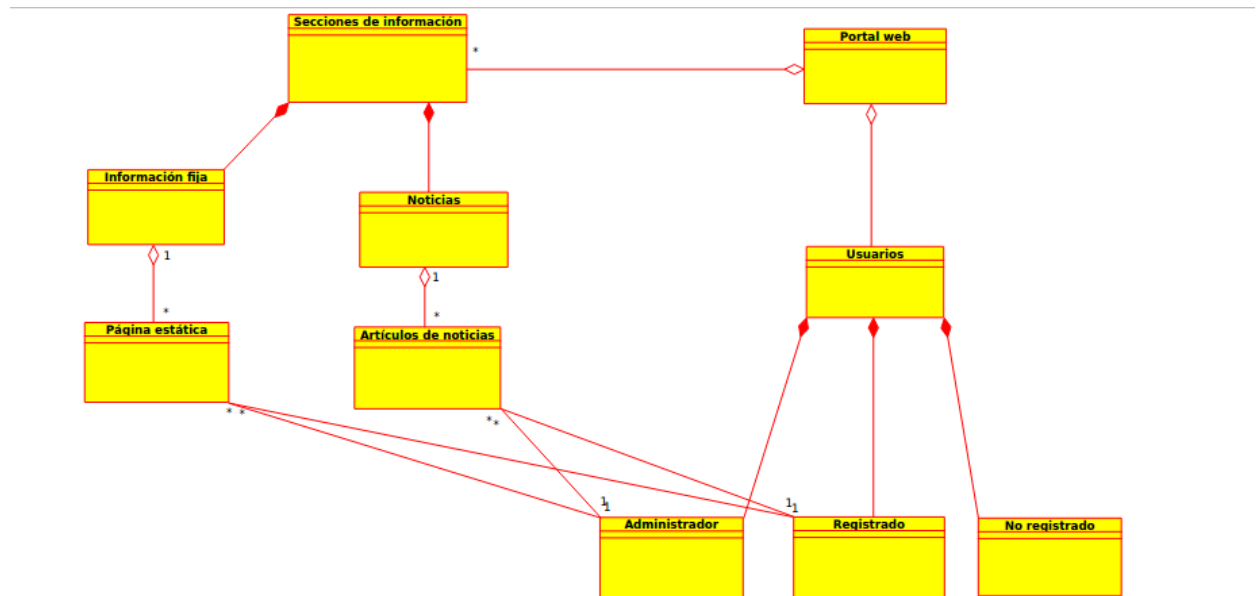 Secciones de información
Portal web
*
Información fija
Noticias
Usuarios
1
1
*
*
Página estática
Artículos de noticias
* *
**
1
1
1
1
Administrador
Registrado
No registrado